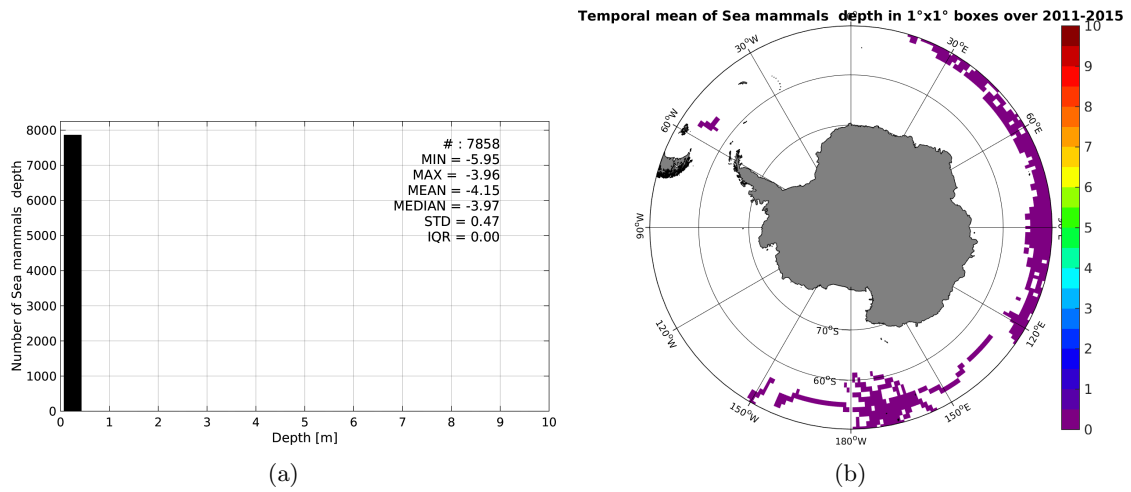 Temporal mean of Sea mammals depth in 1°x1° boxes over 2011-2015
Number of Sea mammals depth
8000
7000
6000
5000
4000
3000
2000
1000
0
# : 7858
MIN = -5.95
MAX = -3.96
MEAN = -4.15
MEDIAN = -3.97
STD = 0.47
IQR = 0.00
0 1 2 3 4 5 6 7 8 9 10
Depth [m]
(a)
30°W
30°E
60°W
60°E
90°W
120°W
120°E
150°W
150°E
180°W
70°S
60°S
10
9
8
7
6
5
4
3
2
1
0
(b)